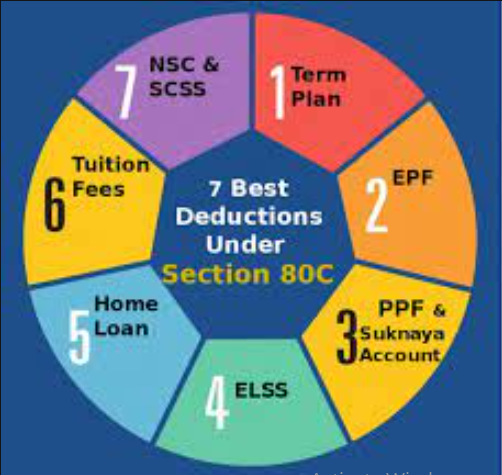 7 Best
Deductions
Under
Section 80C
1 Term
Plan
2 EPF
3 PPF &
Suknaya
Account
4 ELSS
5 Home
Loan
6 Tuition
Fees
7 NSC &
SCSS